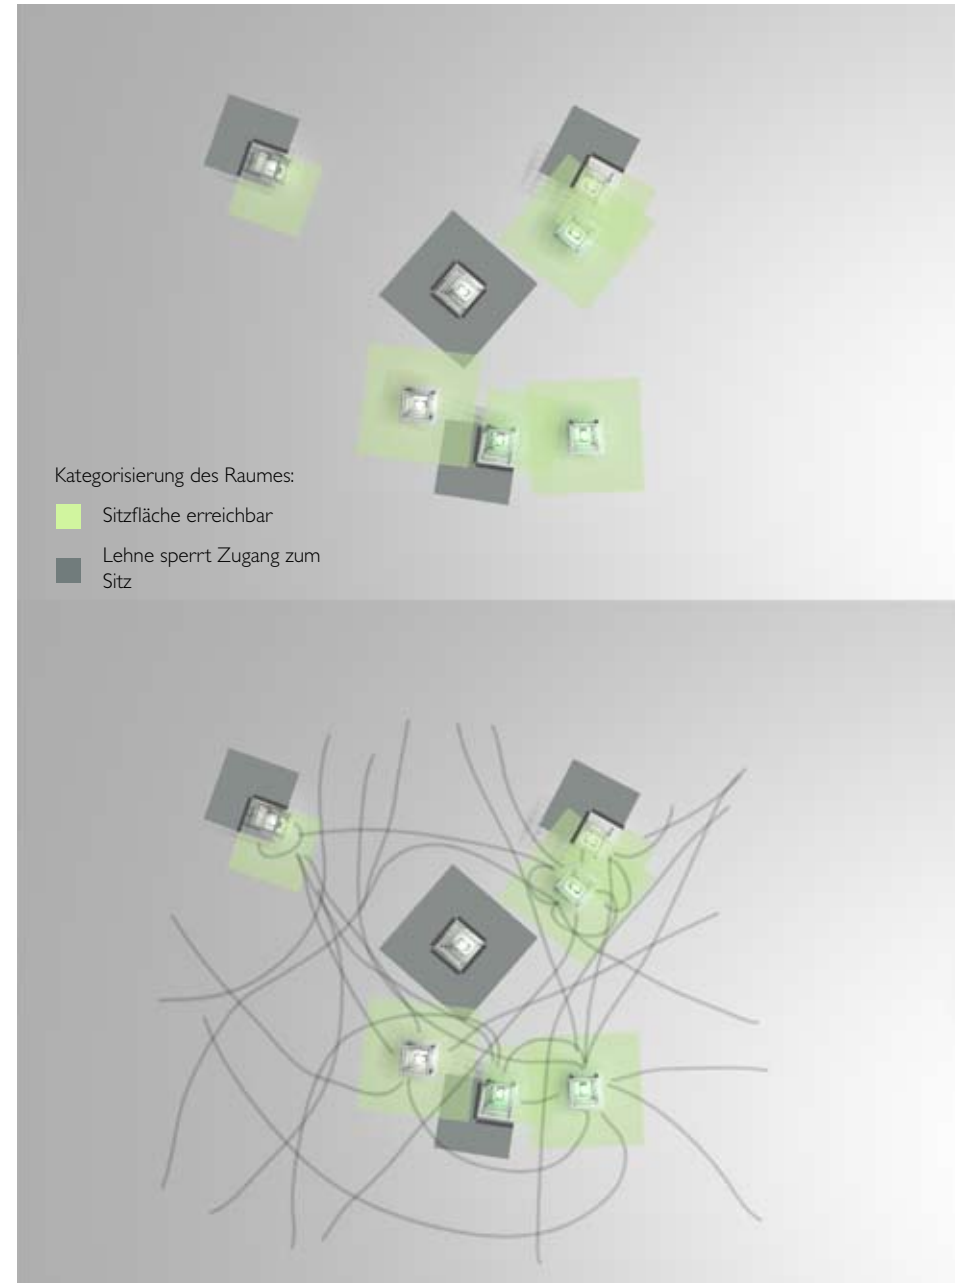 Kategorisierung des Raumes:
Sitzfläche erreichbar
Lehne sperrt Zugang zum
Sitz